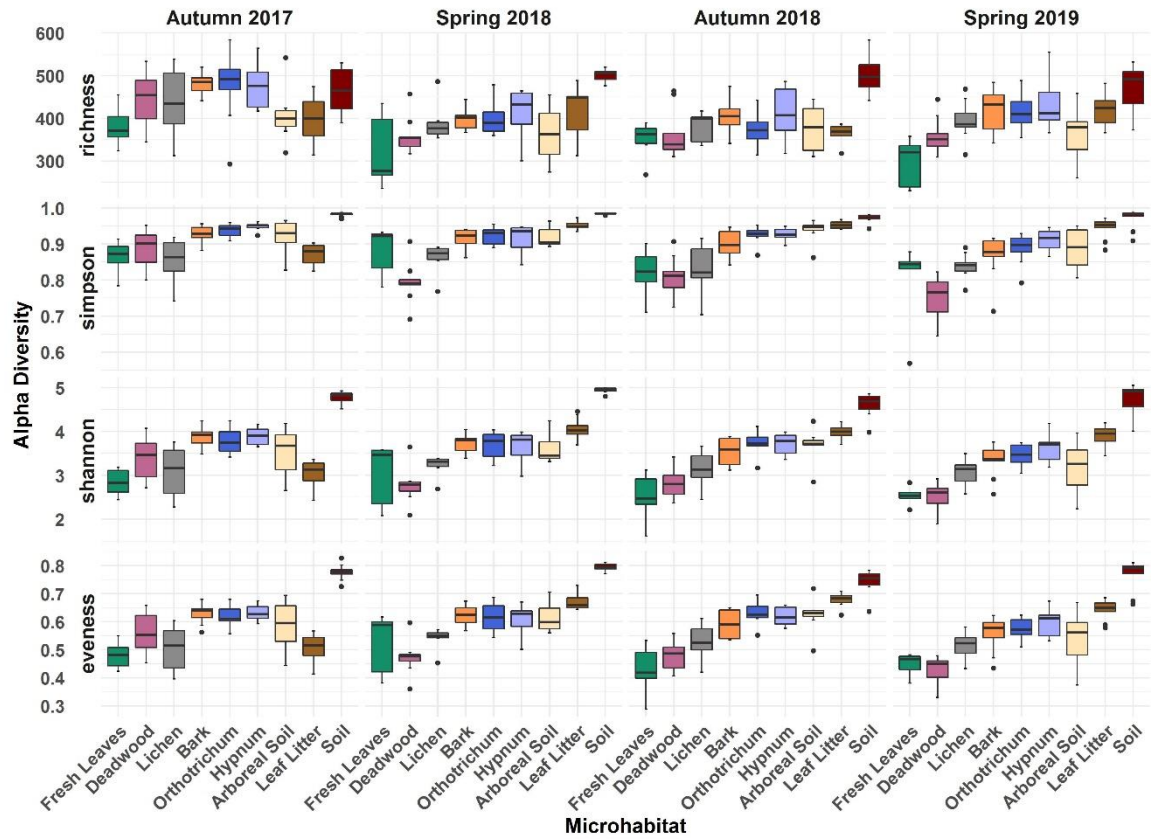 Autumn 2017 Spring 2018 Autumn 2018 Spring 2019
Alpha Diversity
richness
600
500
400
300
simpson
1.0
0.9
0.8
0.7
0.6
shannon
5
4
3
2
eveness
0.8
0.7
0.6
0.5
0.4
0.3
Fresh Leaves Deadwood Lichen Bark Orthotrichum Hypnum Arboreal Soil Leaf Litter Soil
Fresh Leaves Deadwood Lichen Bark Orthotrichum Hypnum Arboreal Soil Leaf Litter Soil
Fresh Leaves Deadwood Lichen Bark Orthotrichum Hypnum Arboreal Soil Leaf Litter Soil
Fresh Leaves Deadwood Lichen Bark Orthotrichum Hypnum Arboreal Soil Leaf Litter Soil
Microhabitat